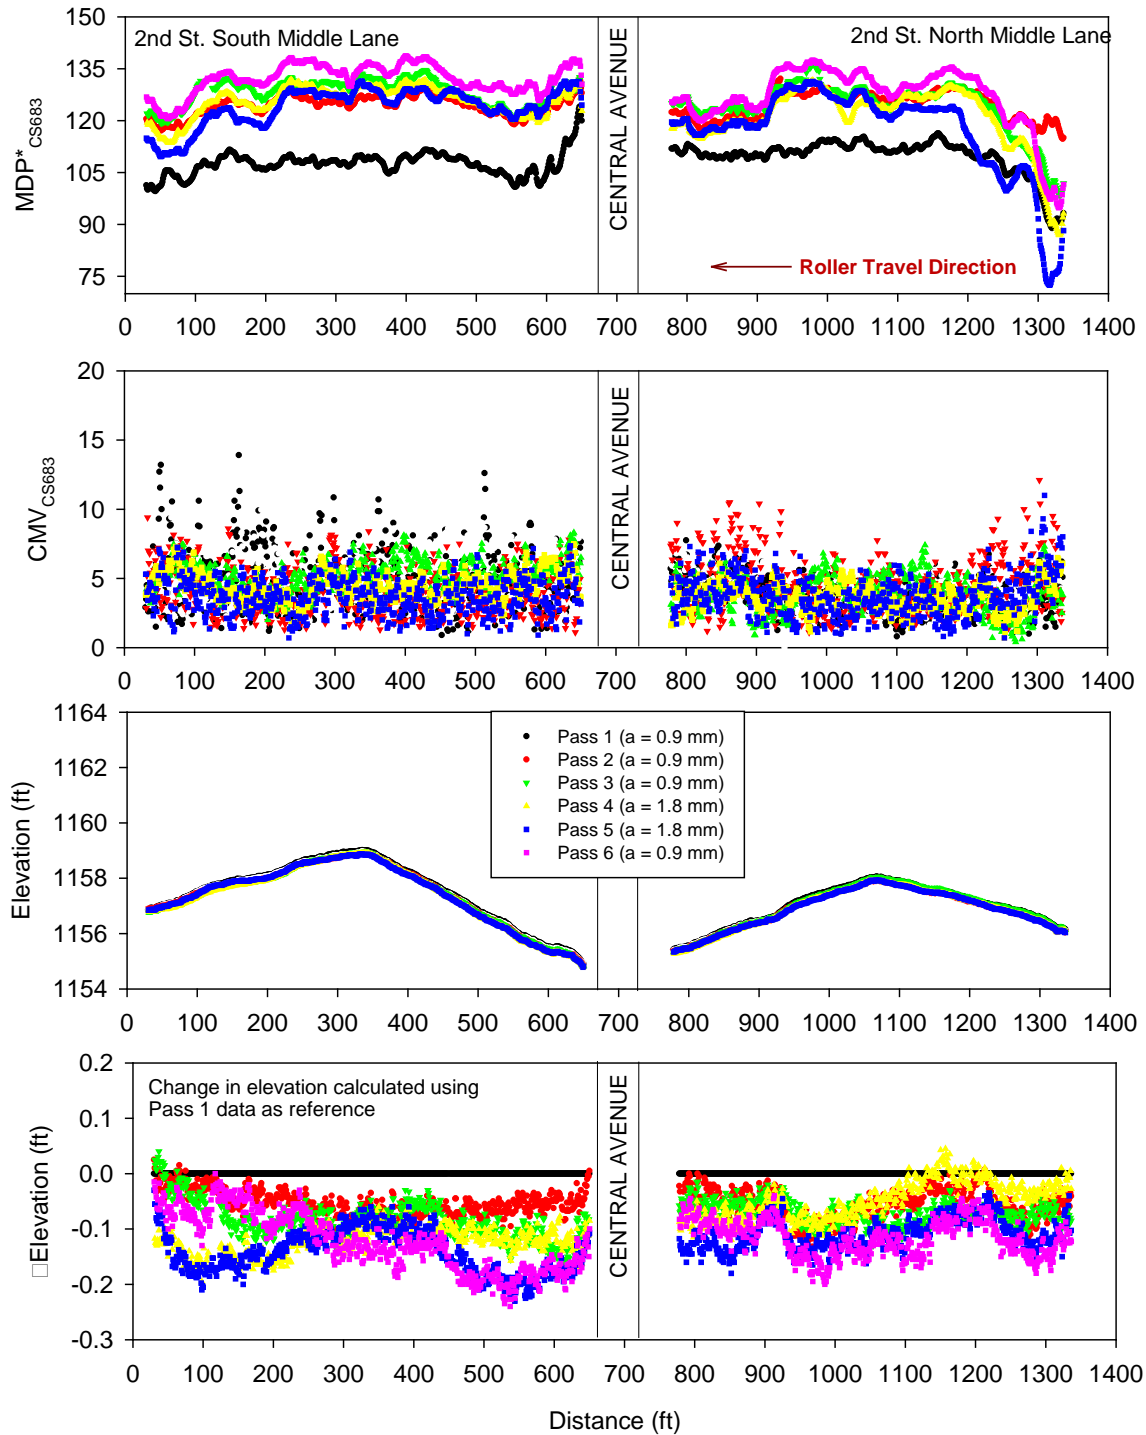 150
135
120
105
90
75
MDP*CS683
2nd St. South Middle Lane
2nd St. North Middle Lane
CENTRAL AVENUE
Roller Travel Direction
0 100 200 300 400 500 600 700 800 900 1000 1100 1200 1300 1400
20
15
10
5
0
CMVCS683
CENTRAL AVENUE
0 100 200 300 400 500 600 700 800 900 1000 1100 1200 1300 1400
1164
1162
1160
1158
1156
1154
Elevation (ft)
Pass 1 (a = 0.9 mm)
Pass 2 (a = 0.9 mm)
Pass 3 (a = 0.9 mm)
Pass 4 (a = 1.8 mm)
Pass 5 (a = 1.8 mm)
Pass 6 (a = 0.9 mm)
0 100 200 300 400 500 600 700 800 900 1000 1100 1200 1300 1400
0.2
0.1
0.0
-0.1
-0.2
-0.3
□Elevation (ft)
Change in elevation calculated using
Pass 1 data as reference
CENTRAL AVENUE
0 100 200 300 400 500 600 700 800 900 1000 1100 1200 1300 1400
Distance (ft)